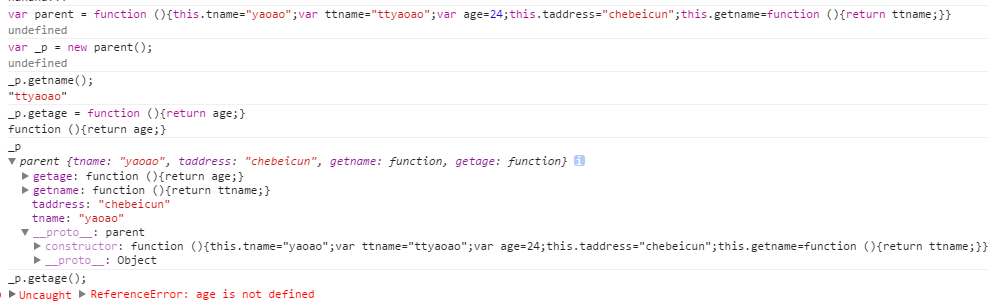 var parent = function (){this.tname="yaoao";var ttname="ttyaoao";var age=24;this.taddress="chebeicun";this.getname=function (){return ttname;}}
undefined
var _p = new parent();
undefined
_p.getname();
"ttyaoao"
_p.getage = function (){return age;}
function (){return age;}
_p
parent {tname: "yaoao", taddress: "chebeicun", getname: function, getage: function}
getage: function (){return age;}
getname: function (){return ttname;}
taddress: "chebeicun"
tname: "yaoao"
__proto__: parent
constructor: function (){this.tname="yaoao";var ttname="ttyaoao";var age=24;this.taddress="chebeicun";this.getname=function (){return ttname;}}
__proto__: Object
_p.getage();
Uncaught ReferenceError: age is not defined